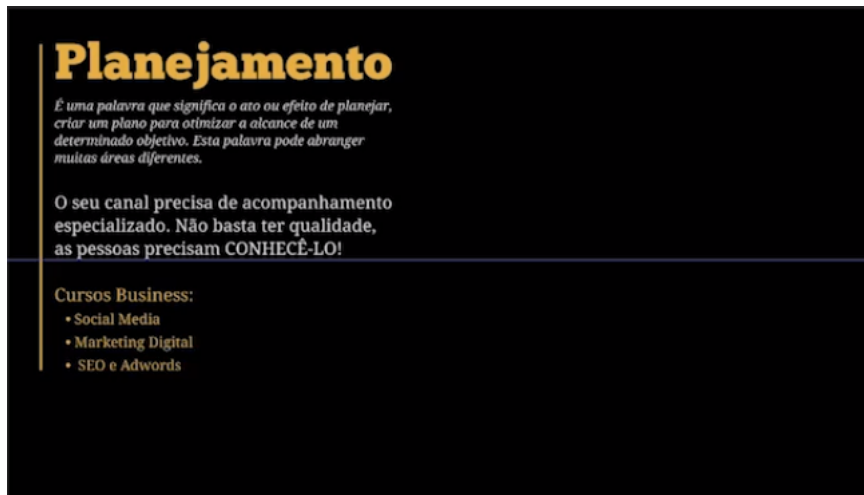 Planejamento
É uma palavra que significa o ato ou efeito de planejar,
criar um plano para otimizar a alcance de um
determinado objetivo. Esta palavra pode abranger
muitas áreas diferentes.
O seu canal precisa de acompanhamento
especializado. Não basta ter qualidade,
as pessoas precisam CONHECÊ-LO!
Cursos Business:
• Social Media
• Marketing Digital
• SEO e Adwords